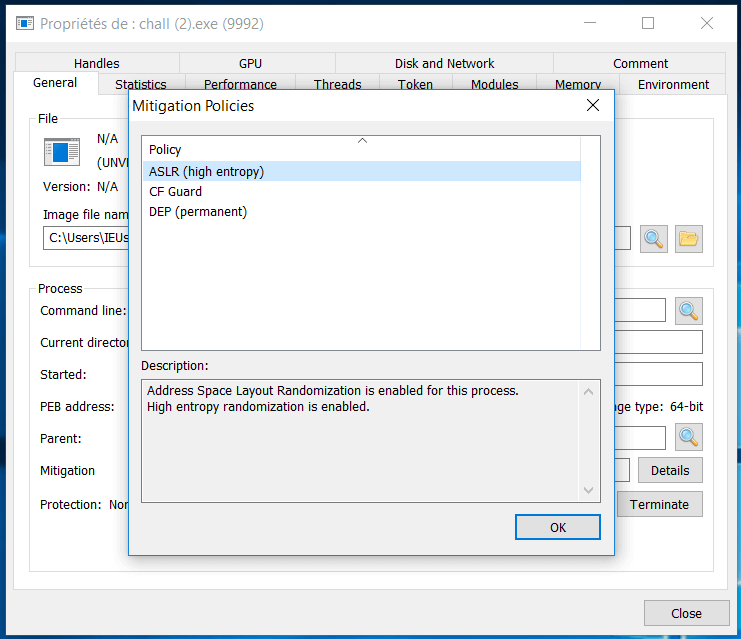 Propriétés de : chall (2).exe (9992)
Handles GPU Disk and Network Comment
General Statistics Performance Threads Token Modules Memory Environment
Mitigation Policies
File
N/A
(UNV
Version: N/A
Image file nam
C:\Users\IEUs
Policy
ASLR (high entropy)
CF Guard
DEP (permanent)
Process
Command line:
Current director
Started:
PEB address:
ge type: 64-bit
Parent:
Mitigation
Details
Protection: Nor
Terminate
Description:
Address Space Layout Randomization is enabled for this process.
High entropy randomization is enabled.
OK
Close